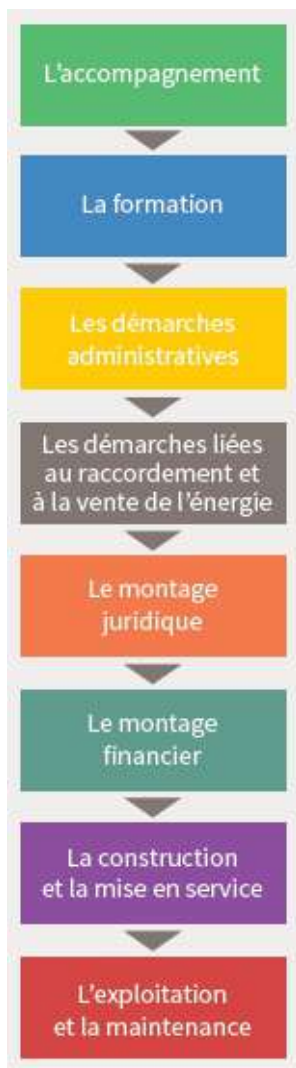 L'accompagnement
La formation
Les démarches
administratives
Les démarches liées
au raccordement et
à la vente de l'énergie
Le montage
juridique
Le montage
financier
La construction
et la mise en service
L'exploitation
et la maintenance